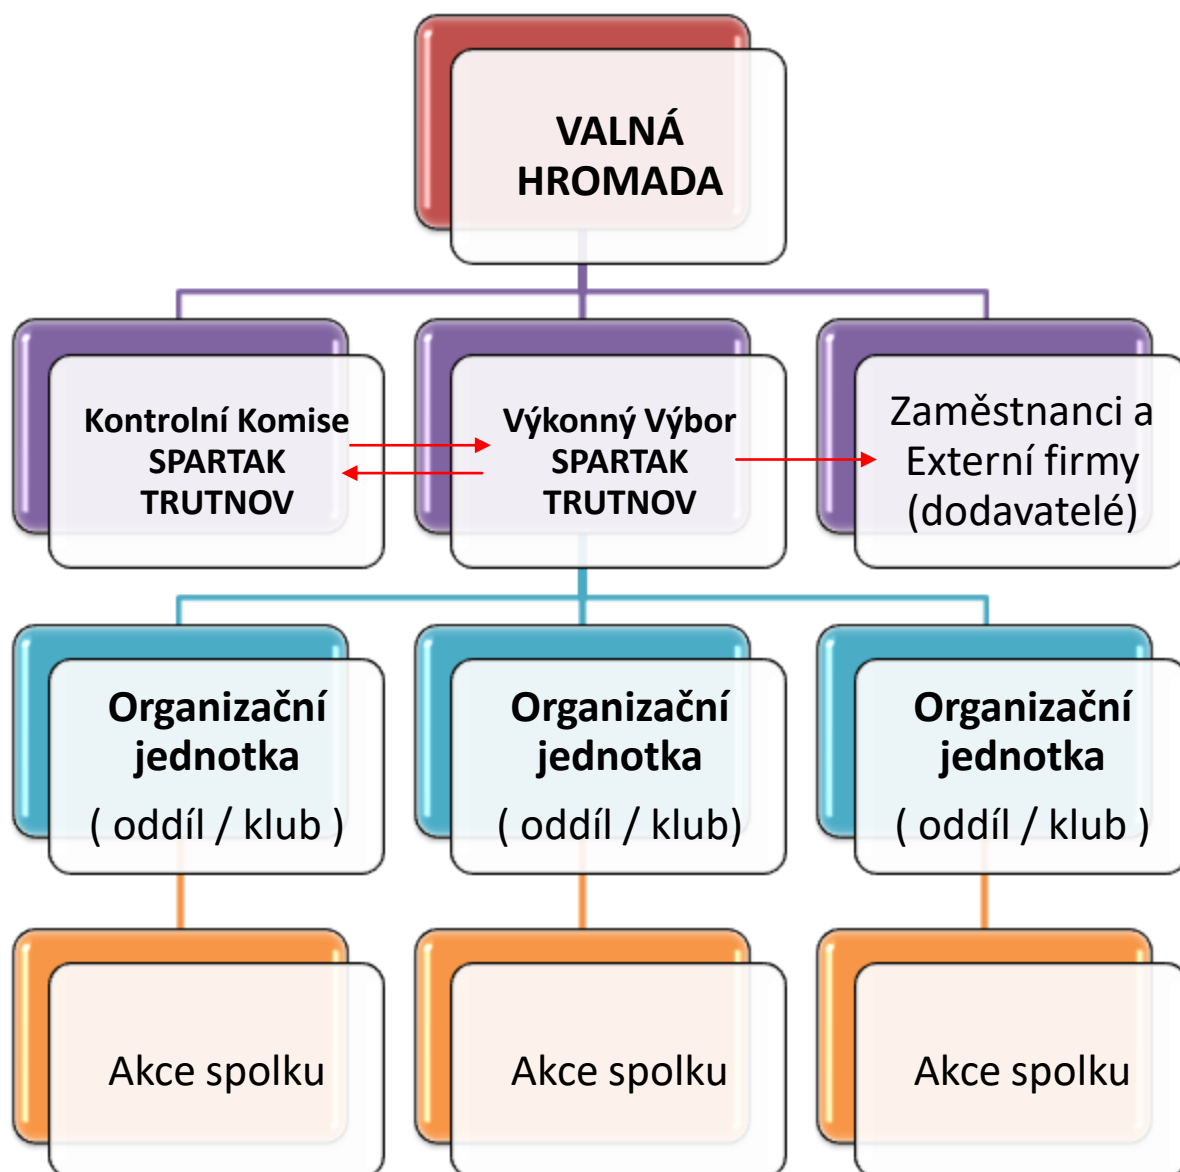 VALNÁ
HROMADA
Kontrolní Komise
SPARTAK
TRUTNOV
Výkonný Výbor
SPARTAK
TRUTNOV
Zaměstnanci a
Externí firmy
(dodavatelé)
Organizační
jednotka
( oddíl / klub )
Organizační
jednotka
( oddíl / klub)
Organizační
jednotka
( oddíl / klub )
Akce spolku
Akce spolku
Akce spolku